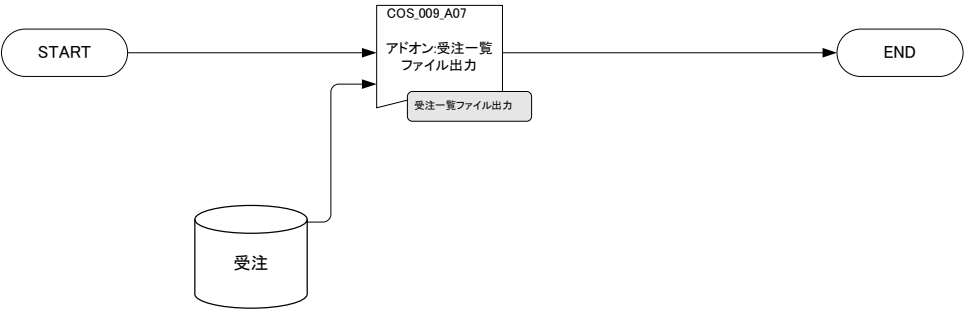 COS_009_A07
START
アドオン:受注一覧
ファイル出力
END
受注一覧ファイル出力
受注